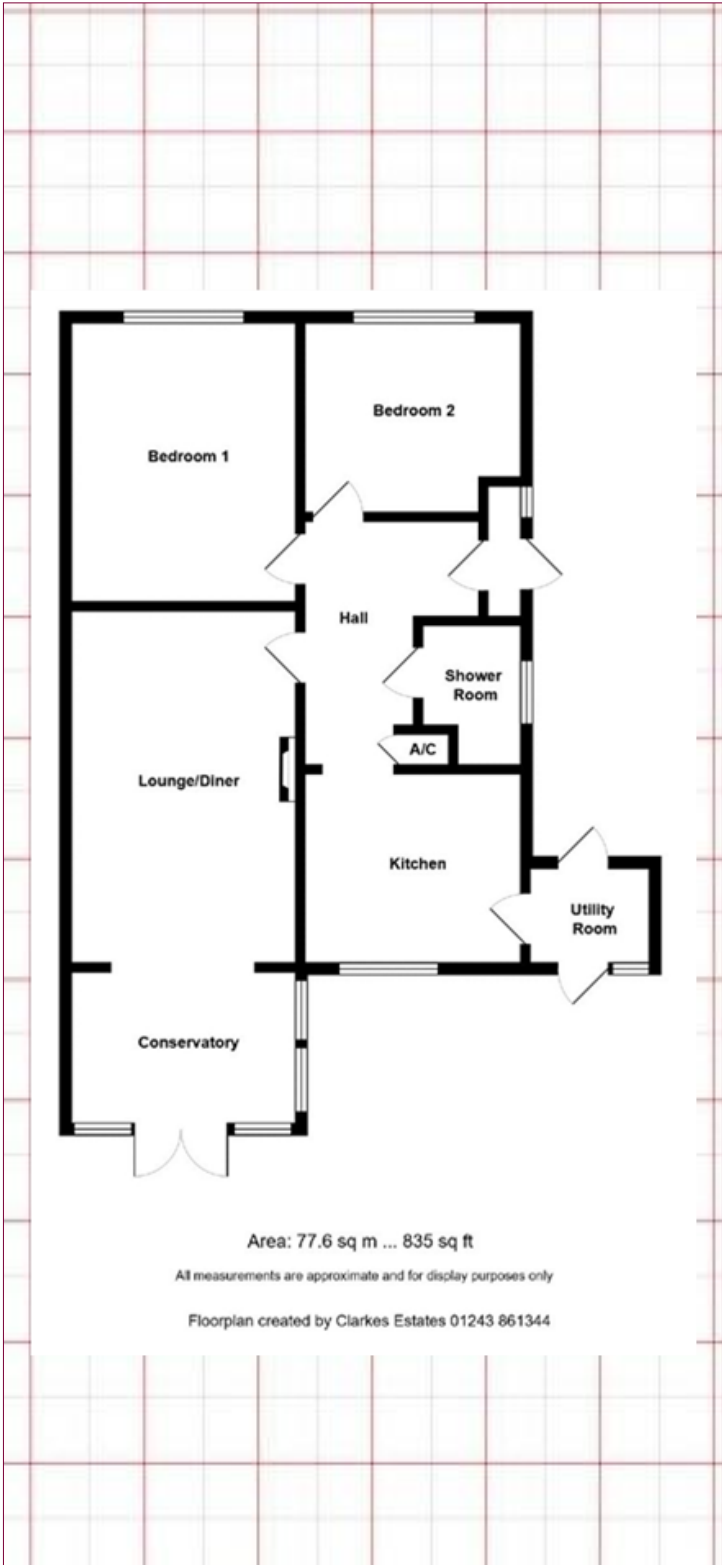 Bedroom 2
Bedroom 1
Hall
Shower
Room
A/C
Lounge/Diner
Kitchen
Utility
Room
Conservatory
Area: 77.6 sq m ... 835 sq ft
All measurements are approximate and for display purposes only
Floorplan created by Clarkes Estates 01243 861344